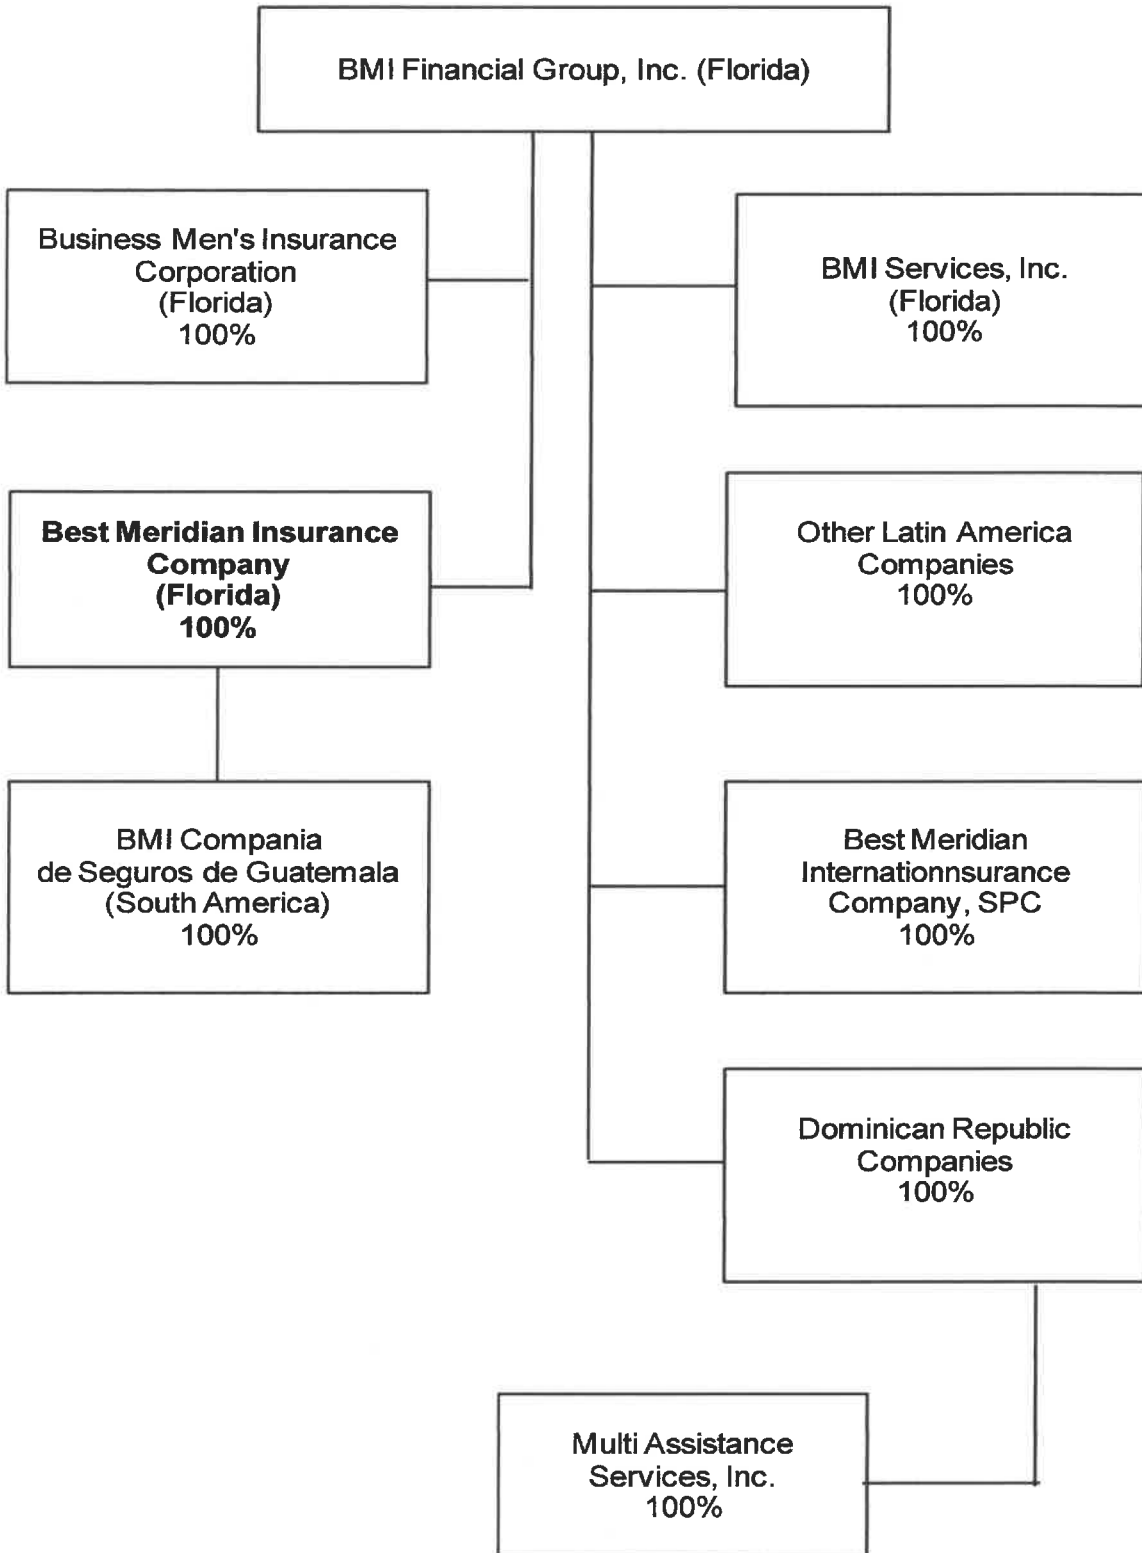 BMI Financial Group, Inc. (Florida)
Business Men's Insurance
Corporation
(Florida)
100%
BMI Services, Inc.
(Florida)
100%
Best Meridian Insurance
Company
(Florida)
100%
Other Latin America
Companies
100%
BMI Compania
de Seguros de Guatemala
(South America)
100%
Best Meridian
Internationnsurance
Company, SPC
100%
Dominican Republic
Companies
100%
Multi Assistance
Services, Inc.
100%